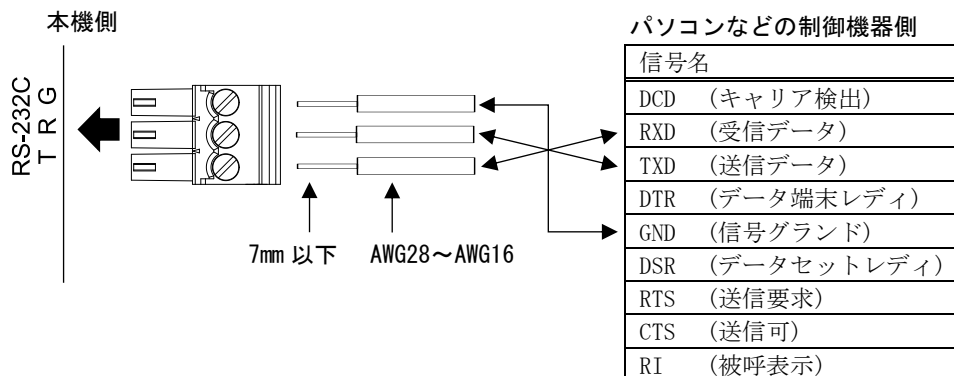 本機側
RS-232C
T R G
7mm 以下
AWG28～AWG16
パソコンなどの制御機器側
信号名
DCD （キャリア検出）
RXD （受信データ）
TXD （送信データ）
DTR （データ端末レディ）
GND （信号グランド）
DSR （データセットレディ）
RTS （送信要求）
CTS （送信可）
RI （被呼表示）